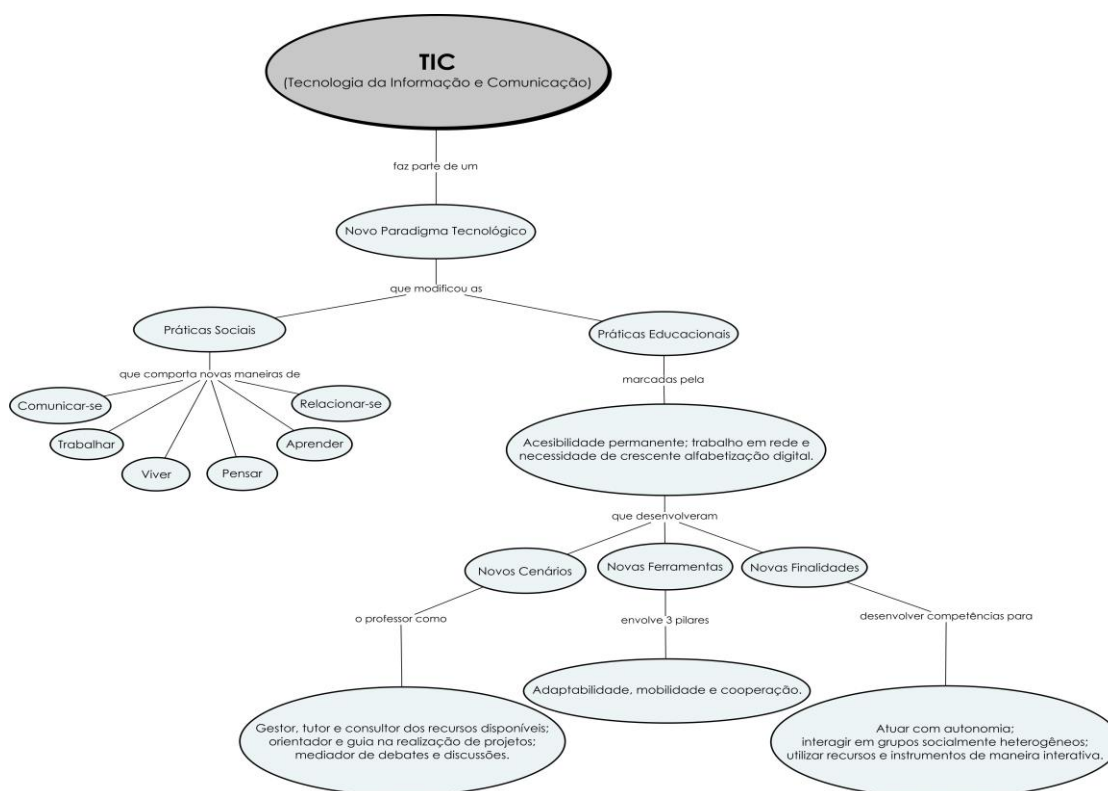 TIC
(Tecnologia da Informação e Comunicação)
faz parte de um
Novo Paradigma Tecnológico
que modificou as
Práticas Sociais
Práticas Educacionais
que comporta novas maneiras de
marcadas pela
Comunicar-se
Relacionar-se
Trabalhar
Aprender
Viver
Pensar
Acesibilidade permanente; trabalho em rede e
necessidade de crescente alfabetização digital.
que desenvolveram
Novos Cenários
Novas Ferramentas
Novas Finalidades
o professor como
envolve 3 pilares
desenvolver competências para
Gestor, tutor e consultor dos recursos disponíveis;
orientador e guia na realização de projetos;
mediador de debates e discussões.
Adaptabilidade, mobilidade e cooperação.
Atuar com autonomia;
interagir em grupos socialmente heterogêneos;
utilizar recursos e instrumentos de maneira interativa.